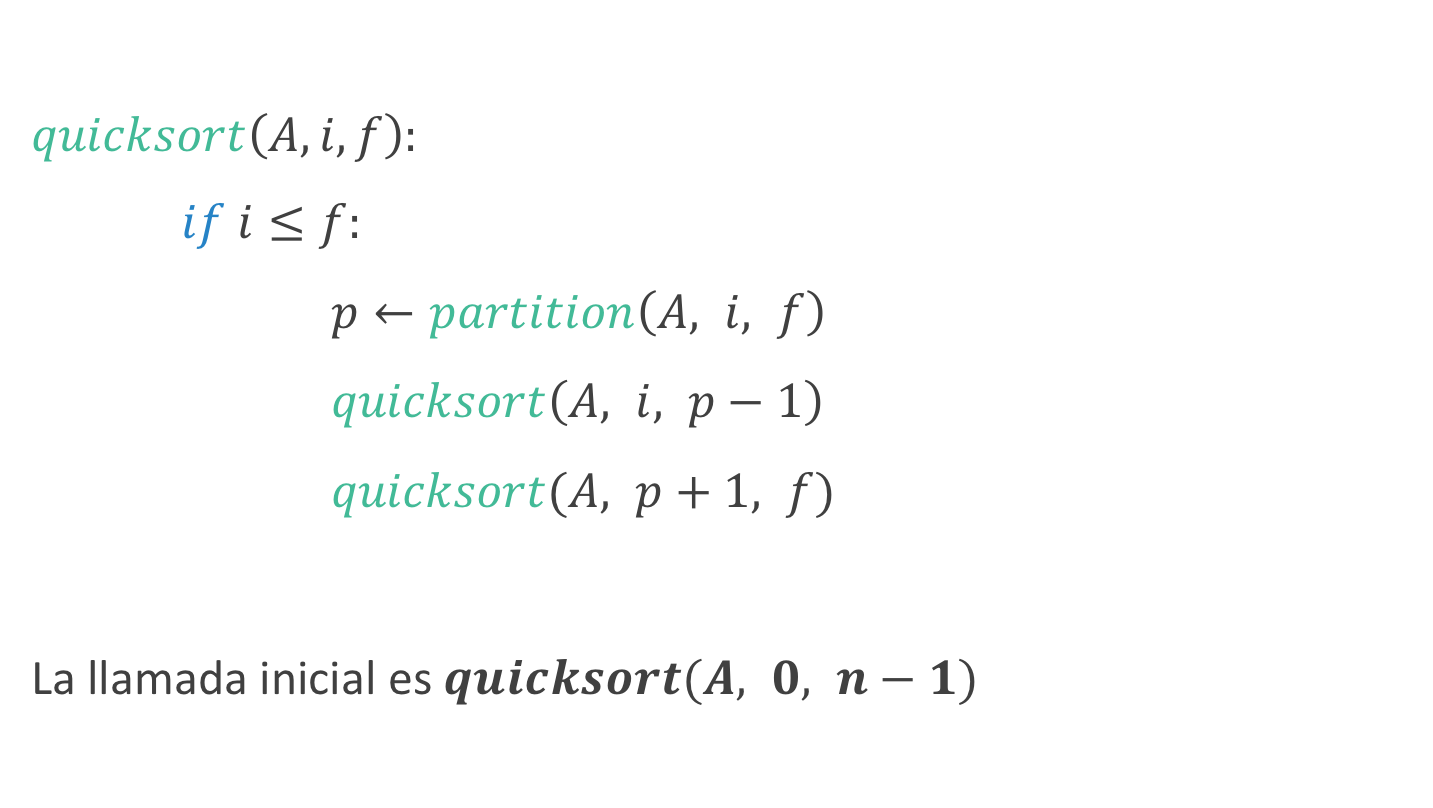 quicksort(A, i, f):
if i ≤ f:
p ← partition(A, i, f)
quicksort(A, i, p − 1)
quicksort(A, p + 1, f)
La llamada inicial es quicksort(A, 0, n − 1)